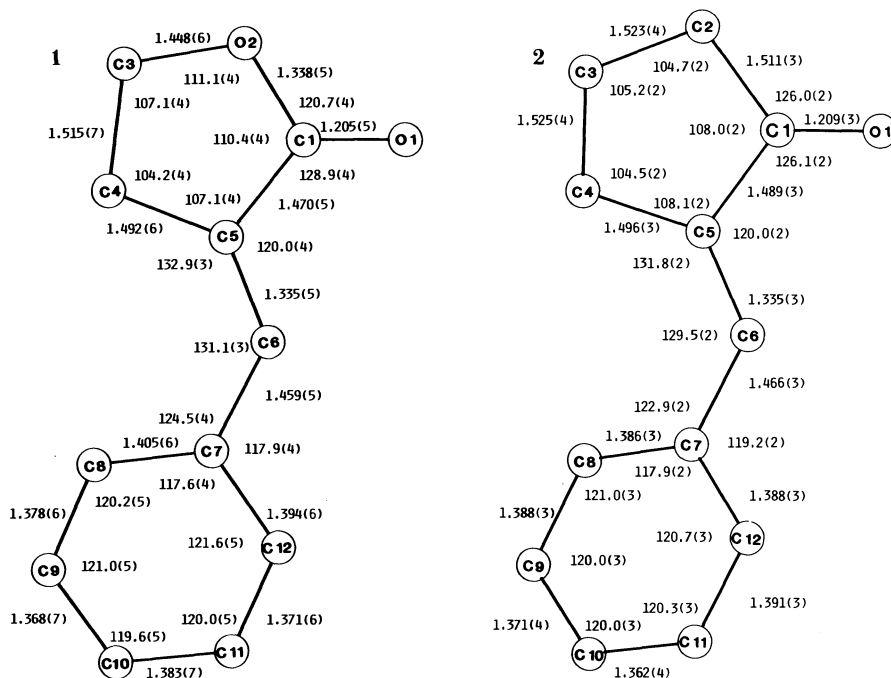 1
1.448(6)
O2
C3
111.1(4)
1.338(5)
107.1(4)
120.7(4)
1.205(5)
1.515(7)
110.4(4)
C1
O1
104.2(4)
128.9(4)
C4
107.1(4)
1.470(5)
1.492(6)
C5
132.9(3)
120.0(4)
1.335(5)
131.1(3)
C6
1.459(5)
124.5(4)
1.405(6)
C7
117.9(4)
C8
117.6(4)
120.2(5)
1.394(6)
1.378(6)
121.6(5)
C12
C9
121.0(5)
1.368(7)
120.0(5)
1.371(6)
119.6(5)
C10
C11
1.383(7)
2
1.523(4)
C2
C3
104.7(2)
1.511(3)
105.2(2)
126.0(2)
1.525(4)
108.0(2)
C1
1.209(3)
O1
104.5(2)
126.1(2)
C4
108.1(2)
1.489(3)
1.496(3)
C5
120.0(2)
131.8(2)
1.335(3)
129.5(2)
C6
1.466(3)
122.9(2)
1.386(3)
C7
119.2(2)
C8
117.9(2)
121.0(3)
1.388(3)
1.388(3)
120.7(3)
C12
C9
120.0(3)
1.371(4)
120.3(3)
1.391(3)
120.0(3)
C10
C11
1.362(4)